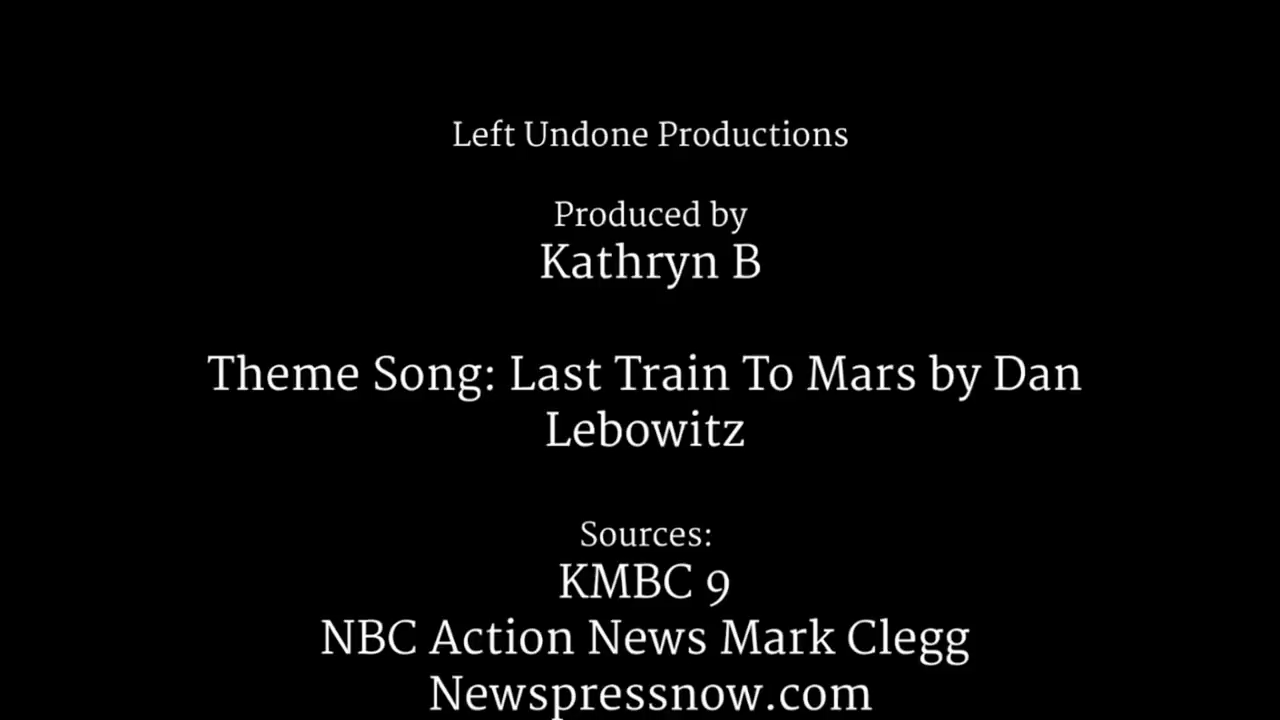 Left Undone Productions
Produced by
Kathryn B
Theme Song: Last Train To Mars by Dan
Lebowitz
Sources:
KMBC 9
NBC Action News Mark Clegg
Newspressnow.com